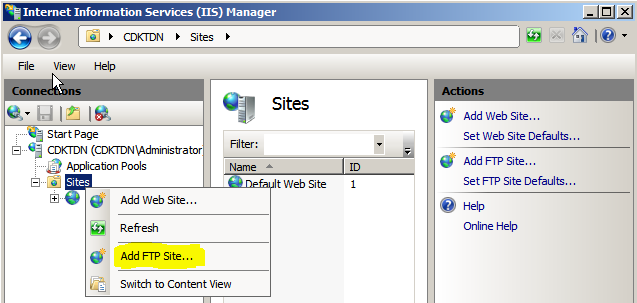 Internet Information Services (IIS) Manager
CDKTDN Sites
File View Help
Connections
Start Page
CDKTDN (CDKTDN\Administrator
Application Pools
Sites
Add Web Site...
Refresh
Add FTP Site...
Switch to Content View
Sites
Filter:
Name ID
Default Web Site 1
Actions
Add Web Site...
Set Web Site Defaults...
Add FTP Site...
Set FTP Site Defaults...
Help
Online Help